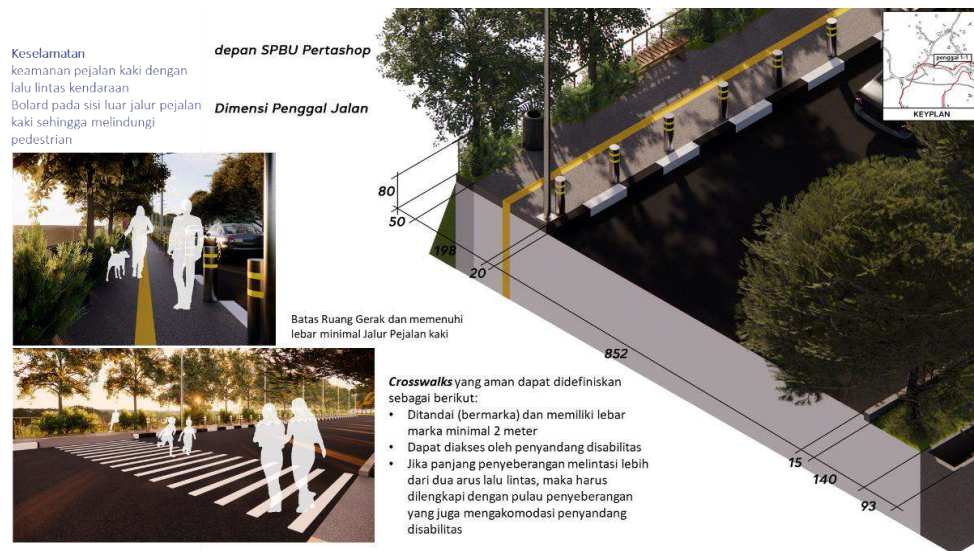 Keselamatan
keamanan pejalan kaki dengan
lalu lintas kendaraan
Bolard pada sisi luar jalur pejalan
kaki sehingga melindungi
pedestrian
depan SPBU Pertashop
Dimensi Penggal Jalan
penggal 1-1
KEYPLAN
80
50
198
20
852
15
140
93
Batas Ruang Gerak dan memenuhi
lebar minimal Jalur Pejalan kaki
Crosswalks yang aman dapat didefiniskan
sebagai berikut:
• Ditandai (bermarka) dan memiliki lebar
marka minimal 2 meter
• Dapat diakses oleh penyandang disabilitas
• Jika panjang penyeberangan melintasi lebih
dari dua arus lalu lintas, maka harus
dilengkapi dengan pulau penyeberangan
yang juga mengakomodasi penyandang
disabilitas